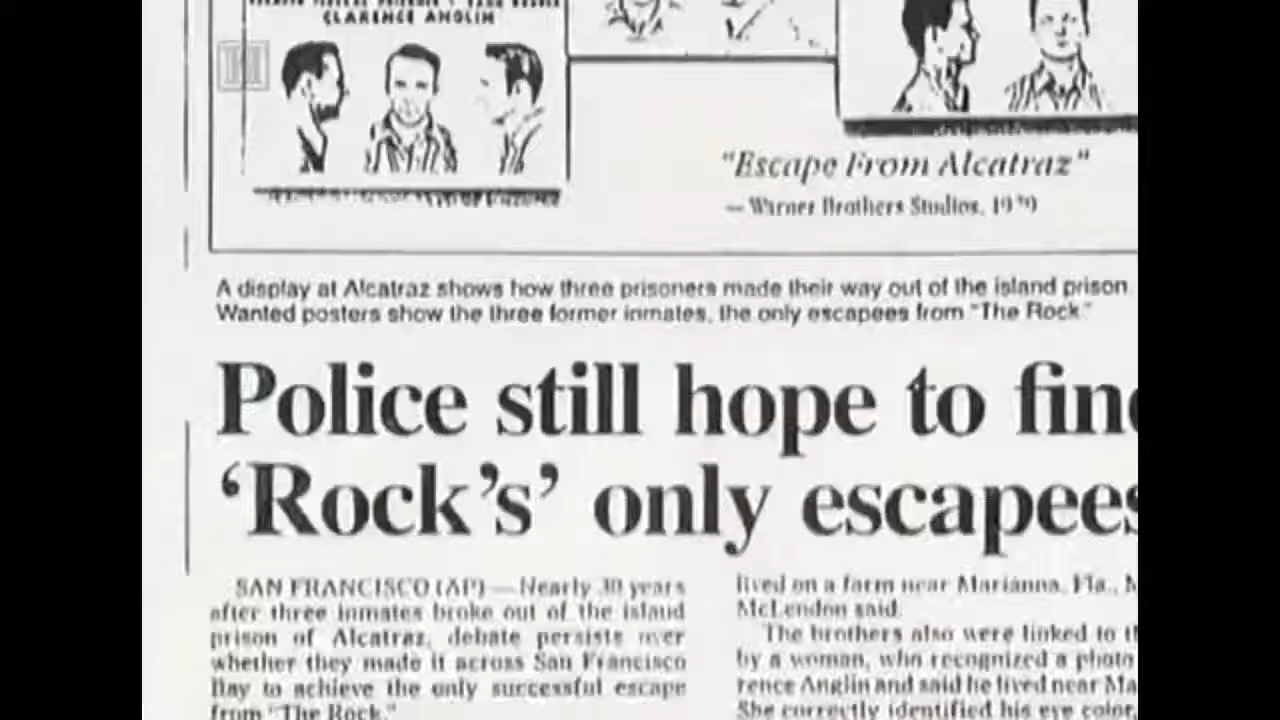 CLARENCE ANGLIN
"Escape From Alcatraz"
— Warner Brothers Studios, 1979
A display at Alcatraz shows how three prisoners made their way out of the island prison.
Wanted posters show the three former inmates, the only escapees from "The Rock"
Police still hope to find
'Rock's' only escapees
SAN FRANCISCO (AP) — Nearly 30 years
after three inmates broke out of the island
prison of Alcatraz, debate persists over
whether they made it across San Francisco
Bay to achieve the only successful escape
from "The Rock."
lived on a farm near Marianna, Fla., M
McLendon said.
The brothers also were linked to th
by a woman, who recognized a photo
rence Anglin and said he lived near Ma
She correctly identified his eye color,